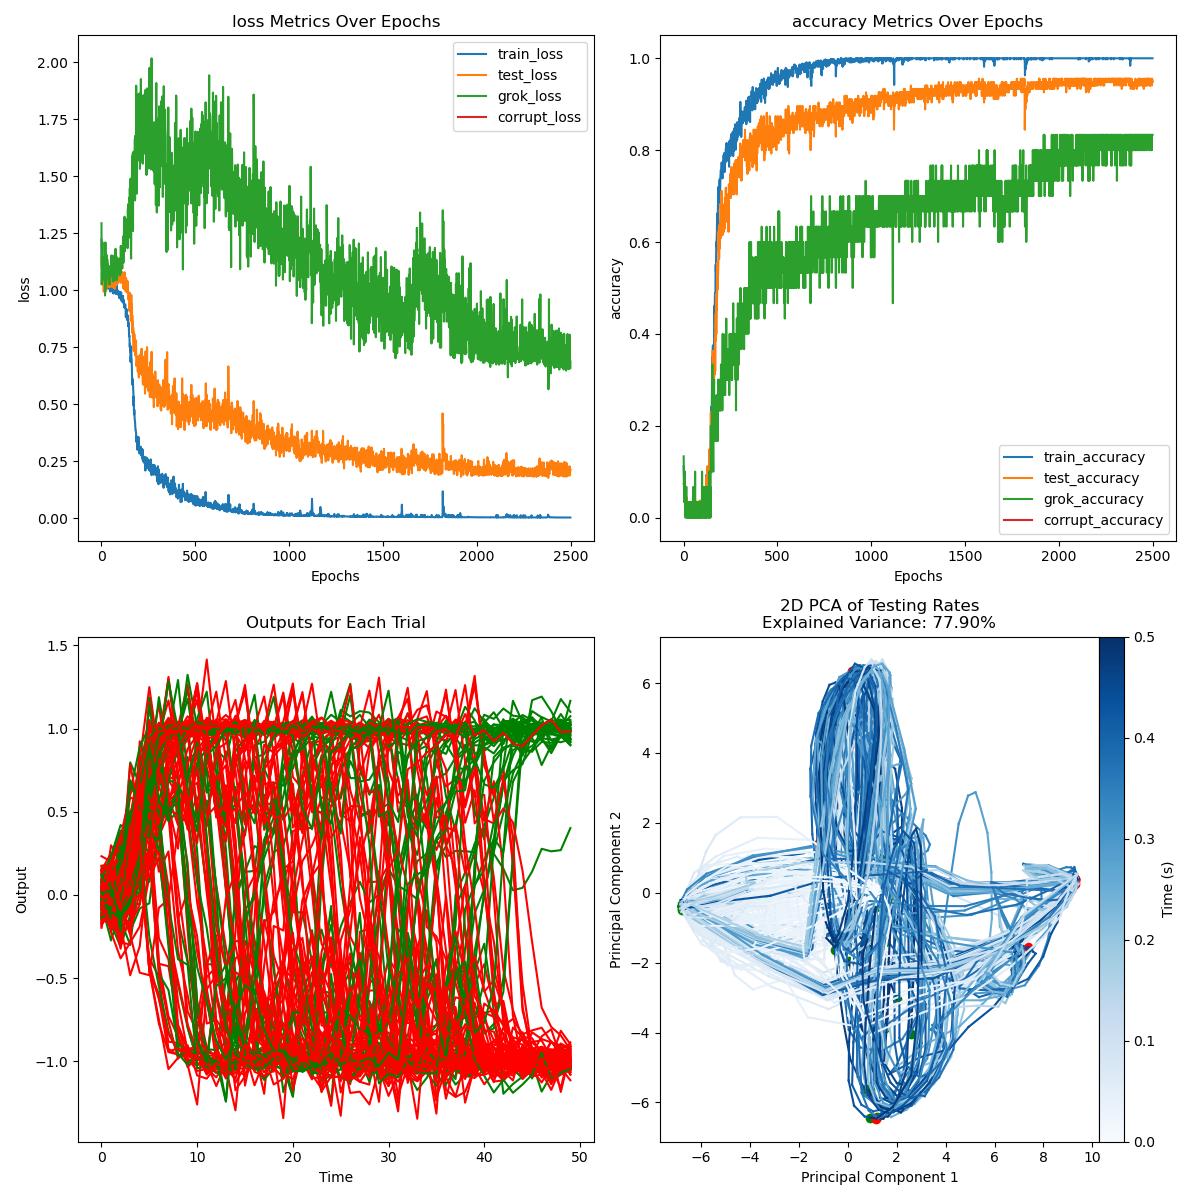 loss Metrics Over Epochs
2.00
1.75
1.50
1.25
1.00
0.75
0.50
0.25
0.00
loss
0
500
1000
1500
2000
2500
Epochs
train_loss
test_loss
grok_loss
corrupt_loss
accuracy Metrics Over Epochs
1.0
0.8
0.6
0.4
0.2
0.0
accuracy
0
500
1000
1500
2000
2500
Epochs
train_accuracy
test_accuracy
grok_accuracy
corrupt_accuracy
Outputs for Each Trial
1.5
1.0
0.5
0.0
−0.5
−1.0
Output
0
10
20
30
40
50
Time
2D PCA of Testing Rates
Explained Variance: 77.90%
6
4
2
0
−2
−4
−6
Principal Component 2
−6
−4
−2
0
2
4
6
8
10
Principal Component 1
0.5
0.4
0.3
0.2
0.1
0.0
Time (s)